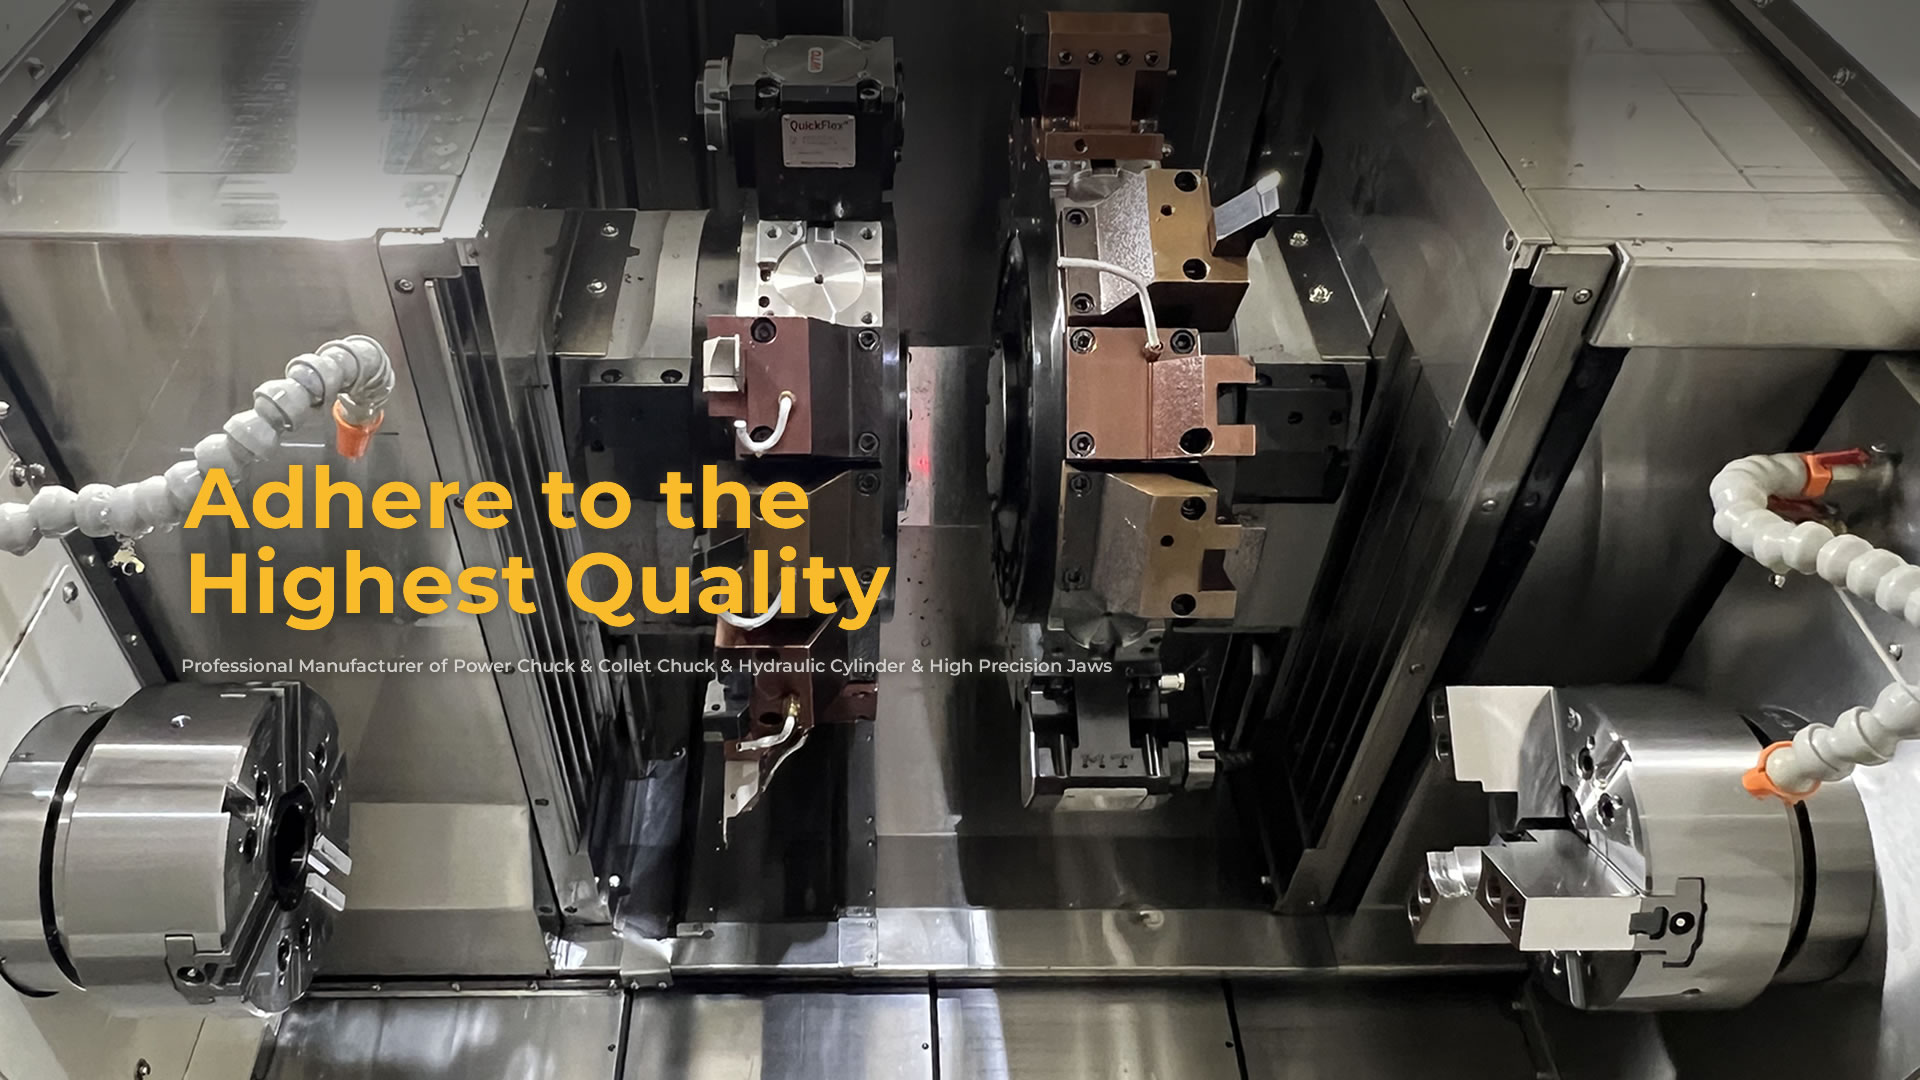 WTO
QuickFlex
Adhere to the
Highest Quality
Professional Manufacturer of Power Chuck & Collet Chuck & Hydraulic Cylinder & High Precision Jaws
MT